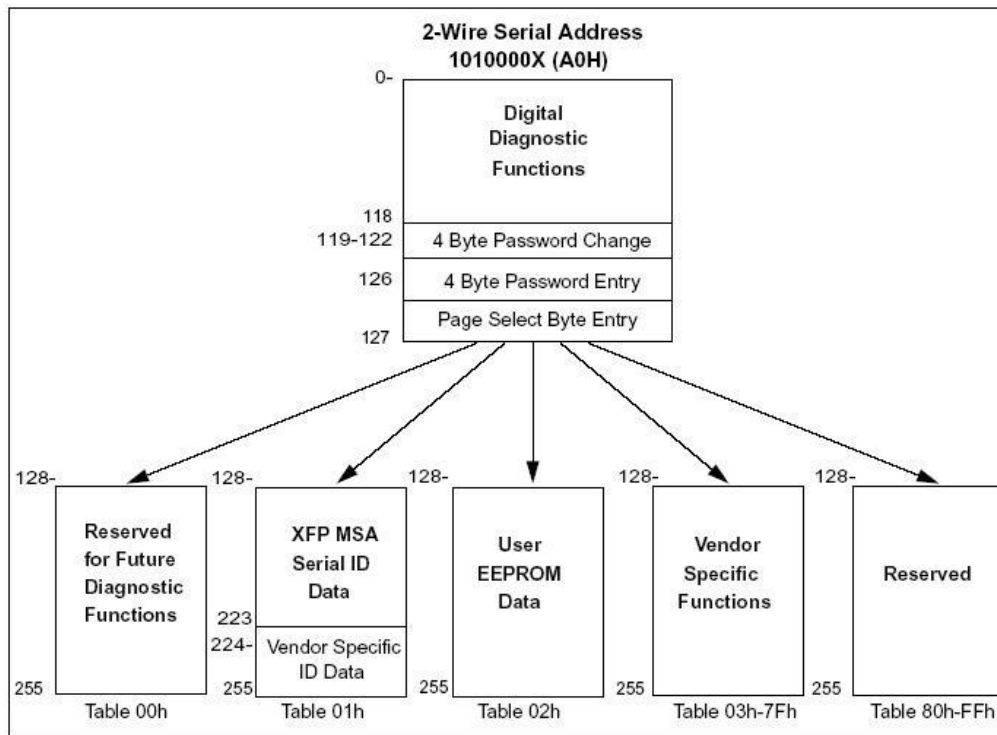 2-Wire Serial Address
1010000X (A0H)
0-
Digital
Diagnostic
Functions
118
119-122
4 Byte Password Change
126
4 Byte Password Entry
Page Select Byte Entry
127
128-
Reserved
for Future
Diagnostic
Functions
255
Table 00h
128-
XFP MSA
Serial ID
Data
223
224-
Vendor Specific
ID Data
255
Table 01h
128-
User
EEPROM
Data
255
Table 02h
128-
Vendor
Specific
Functions
255
Table 03h-7Fh
128-
Reserved
255
Table 80h-FFh